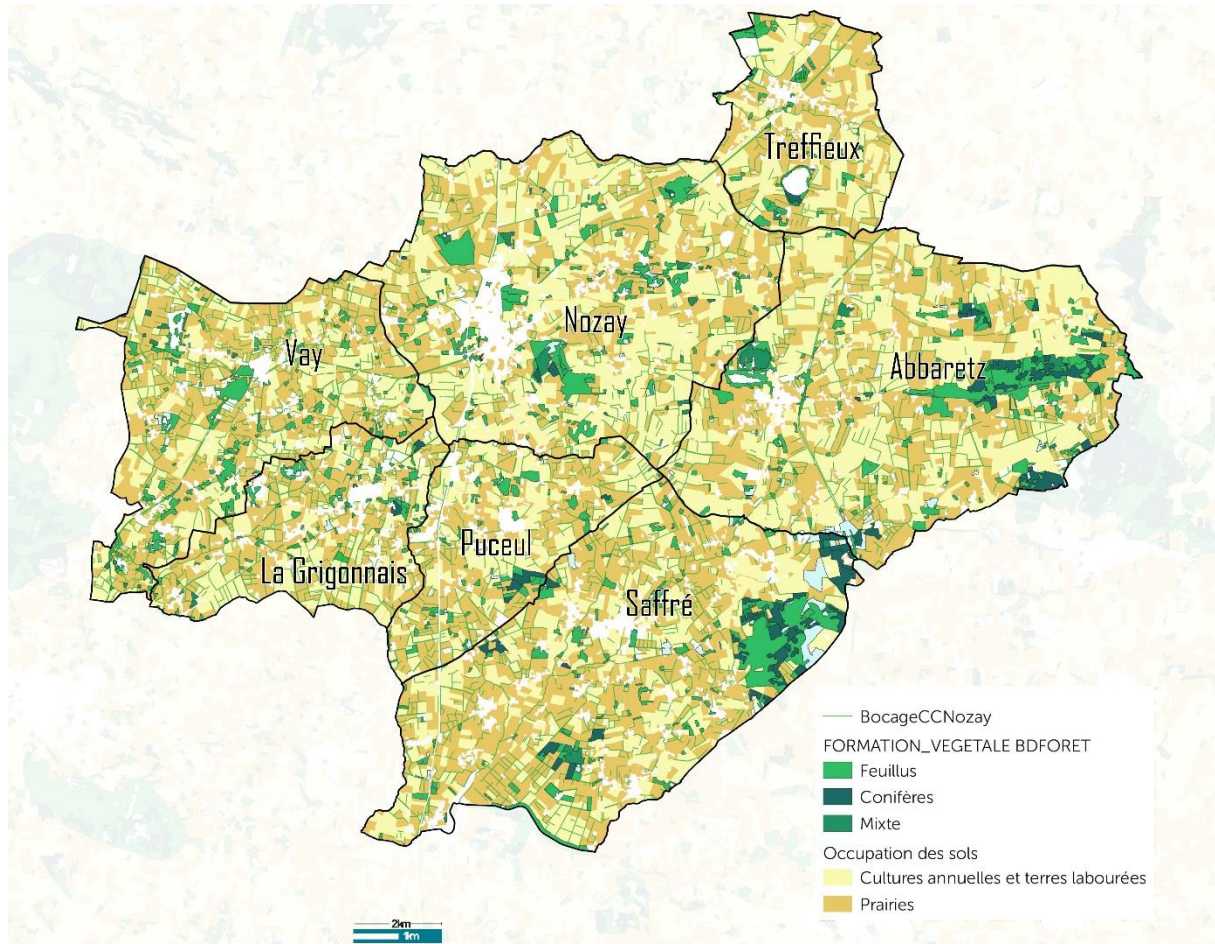 Treffieux
Nozay
Vay
Abbaretz
Puceul
La Grigonnais
Saffré
BocageCCNozay
FORMATION_VEGETALE BDFORET
Feuillus
Conifères
Mixte
Occupation des sols
Cultures annuelles et terres labourées
Prairies
2km
1km